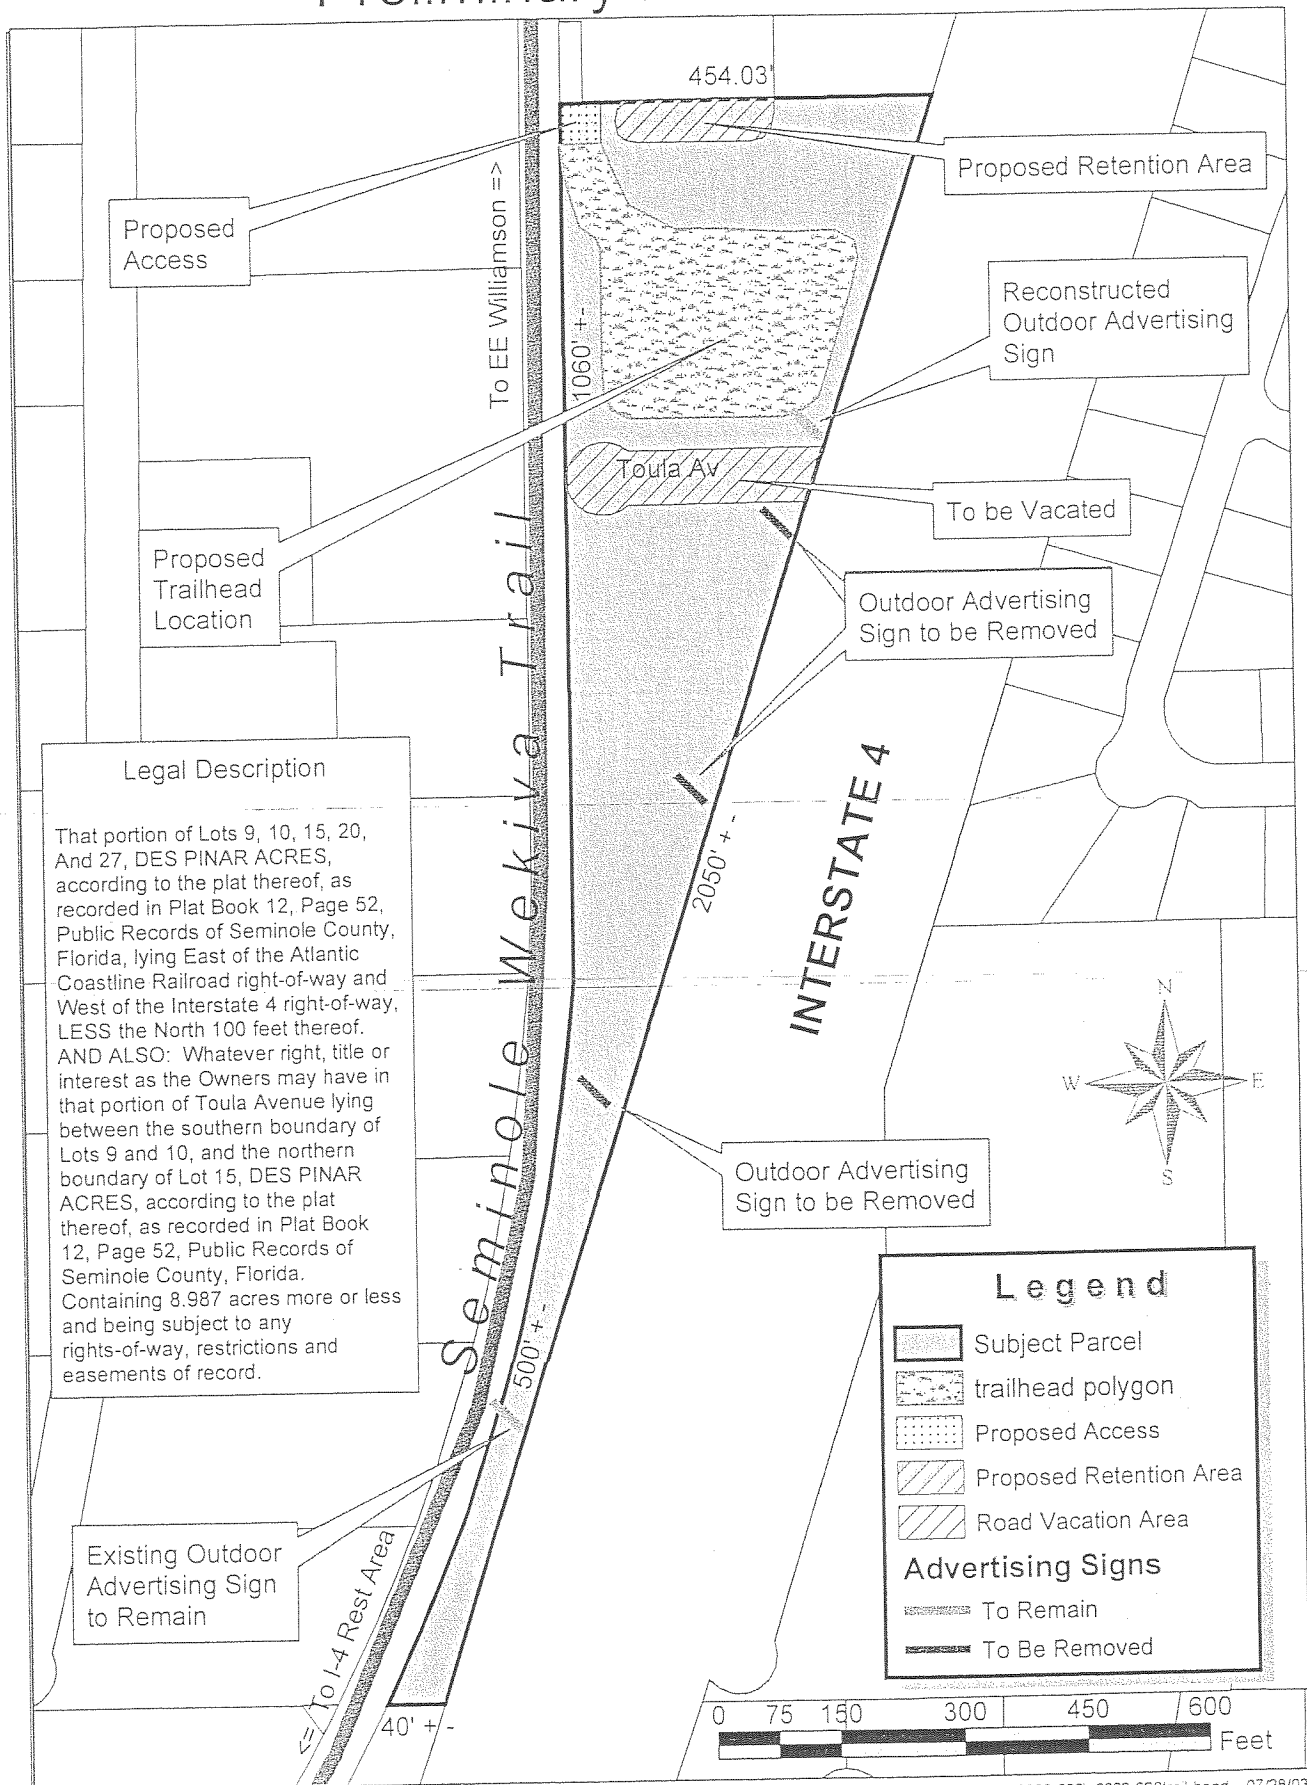 Preliminary
454.03'
Proposed Retention Area
To EE Williamson =>
Proposed
Access
Reconstructed
Outdoor Advertising
Sign
1060' + -
Toula Av
To be Vacated
Proposed
Trailhead
Location
Outdoor Advertising
Sign to be Removed
Seminole Wekiva Trail
INTERSTATE 4
2050' + -
Legal Description
That portion of Lots 9, 10, 15, 20,
And 27, DES PINAR ACRES,
according to the plat thereof, as
recorded in Plat Book 12, Page 52,
Public Records of Seminole County,
Florida, lying East of the Atlantic
Coastline Railroad right-of-way and
West of the Interstate 4 right-of-way,
LESS the North 100 feet thereof.
AND ALSO: Whatever right, title or
interest as the Owners may have in
that portion of Toula Avenue lying
between the southern boundary of
Lots 9 and 10, and the northern
boundary of Lot 15, DES PINAR
ACRES, according to the plat
thereof, as recorded in Plat Book
12, Page 52, Public Records of
Seminole County, Florida.
Containing 8.987 acres more or less
and being subject to any
rights-of-way, restrictions and
easements of record.
N
W E
S
Outdoor Advertising
Sign to be Removed
500' + -
Existing Outdoor
Advertising Sign
to Remain
<= To I-4 Rest Area
40' + -
Legend
Subject Parcel
trailhead polygon
Proposed Access
Proposed Retention Area
Road Vacation Area
Advertising Signs
To Remain
To Be Removed
0 75 150 300 450 600
Feet